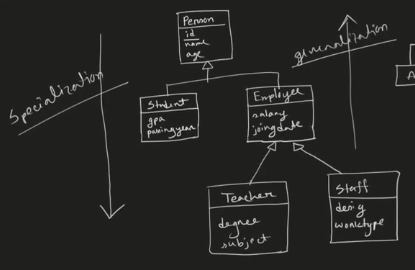 Person
id
name
age
generalization
Specialization
Student
gpa
passingyear
Employee
salary
joingdate
A
Teacher
degree
subject
Staff
desig
worktype